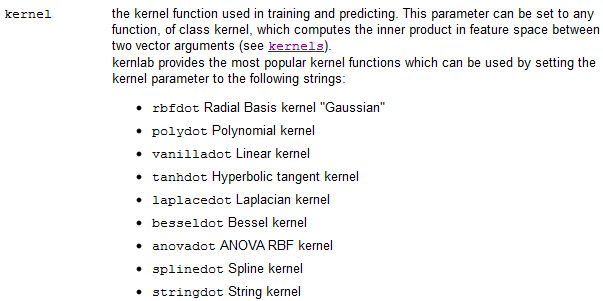 kernel the kernel function used in training and predicting. This parameter can be set to any
function, of class kernel, which computes the inner product in feature space between
two vector arguments (see kernels).
kernlab provides the most popular kernel functions which can be used by setting the
kernel parameter to the following strings:
• rbfdot Radial Basis kernel "Gaussian"
• polydot Polynomial kernel
• vanilladot Linear kernel
• tanhdot Hyperbolic tangent kernel
• laplacedot Laplacian kernel
• besseldot Bessel kernel
• anovadot ANOVA RBF kernel
• splinedot Spline kernel
• stringdot String kernel